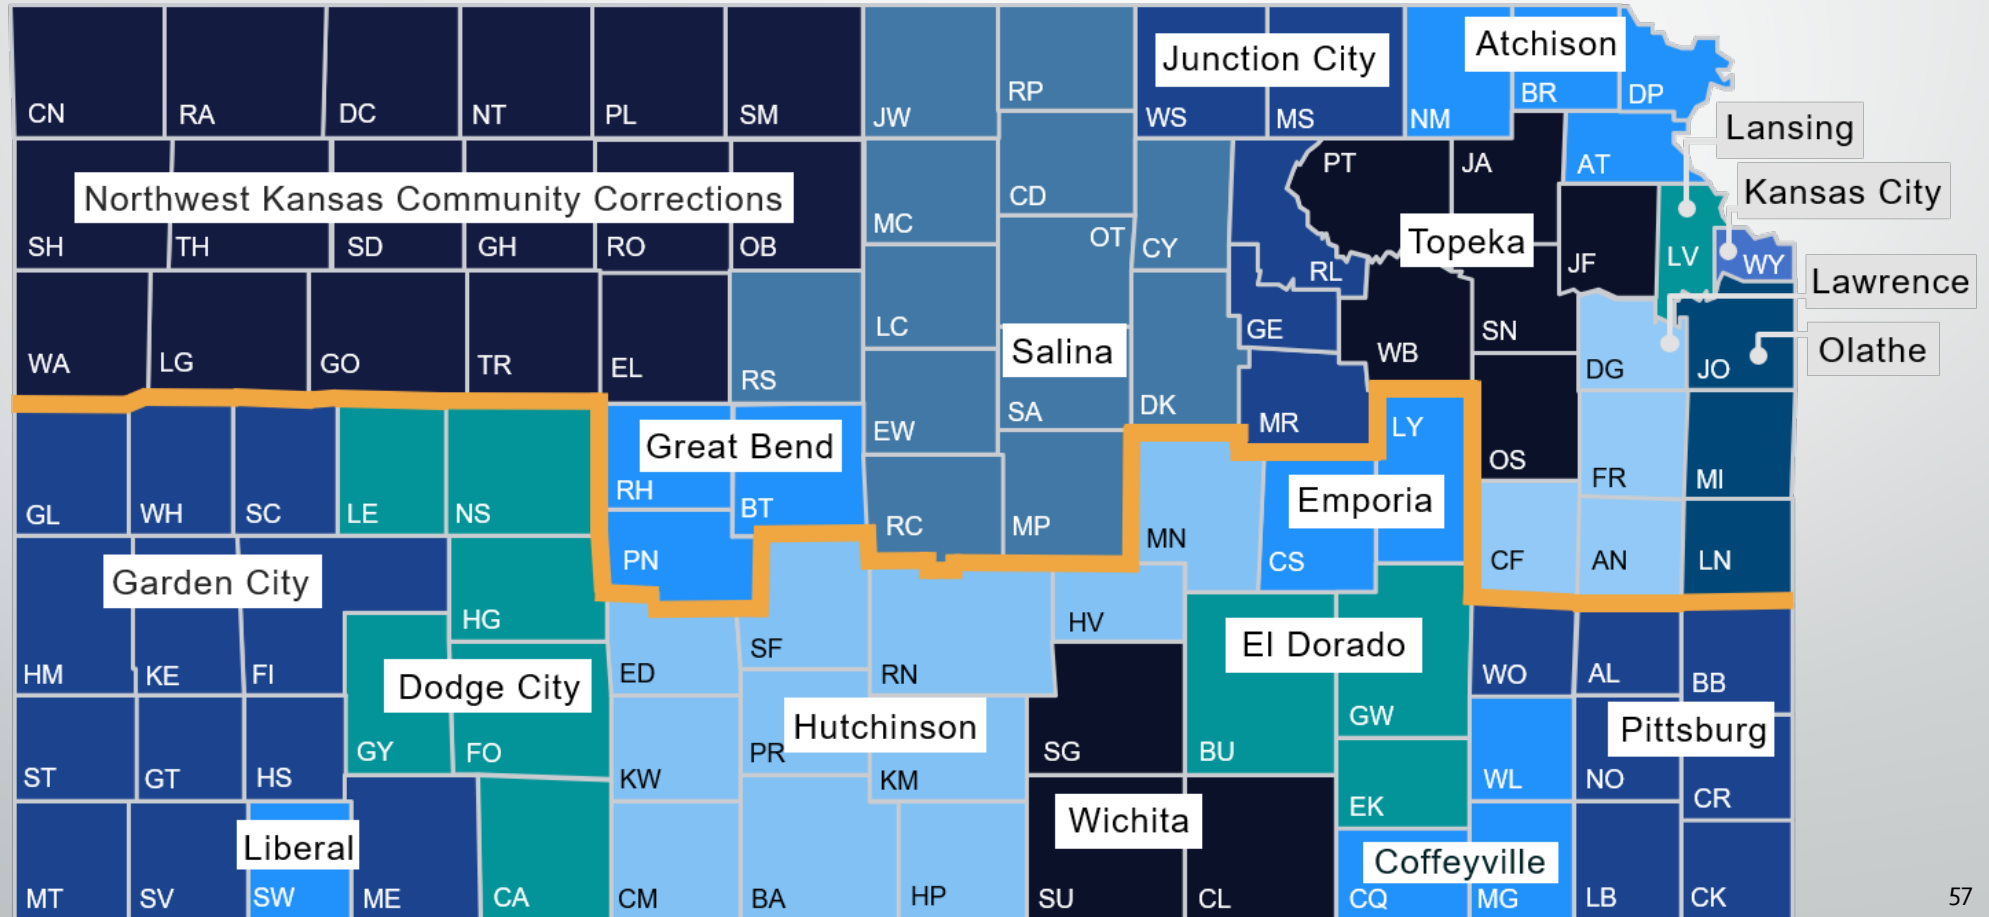 Junction City
Atchison
RP
BR
DP
CN
RA
DC
NT
PL
SM
JW
WS
MS
NM
Lansing
PT
JA
AT
Northwest Kansas Community Corrections
CD
Kansas City
MC
OT
CY
Topeka
SH
TH
SD
GH
RO
OB
RL
JF
LV
WY
Lawrence
LC
GE
SN
WA
LG
GO
TR
EL
RS
Salina
WB
DG
JO
Olathe
SA
DK
MR
LY
EW
Great Bend
RH
BT
OS
FR
MI
Emporia
GL
WH
SC
LE
NS
RC
MP
MN
PN
CS
CF
AN
LN
Garden City
HG
HV
El Dorado
SF
HM
KE
FI
ED
RN
WO
AL
BB
Dodge City
Hutchinson
GW
Pittsburg
GY
FO
PR
SG
BU
ST
GT
HS
KW
KM
WL
NO
CR
EK
Liberal
Wichita
Coffeyville
MT
SV
SW
ME
CA
CM
BA
HP
SU
CL
CQ
MG
LB
CK
57